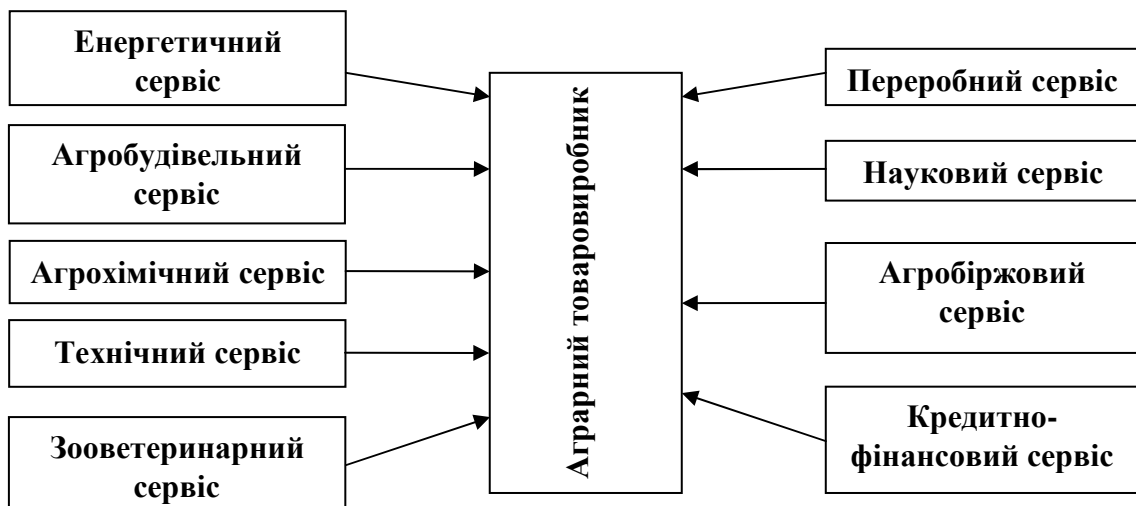 Енергетичний
сервіс
Агробудівельний
сервіс
Агрохімічний сервіс
Технічний сервіс
Зооветеринарний
сервіс
Аграрний товаровиробник
Переробний сервіс
Науковий сервіс
Агробіржовий
сервіс
Кредитно-
фінансовий сервіс